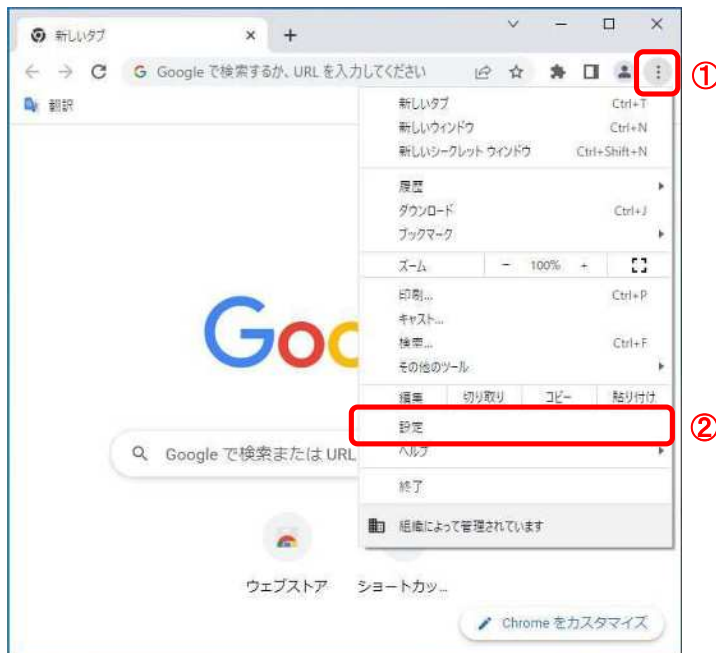 新しいタブ
Google で検索するか、URL を入力してください
①
翻訳
新しいタブ Ctrl+T
新しいウィンドウ Ctrl+N
新しいシークレット ウィンドウ Ctrl+Shift+N
履歴
ダウンロード Ctrl+J
ブックマーク
ズーム - 100% +
印刷... Ctrl+P
キャスト...
検索... Ctrl+F
その他のツール
編集 切り取り コピー 貼り付け
設定
②
ヘルプ
終了
組織によって管理されています
Goo
Google で検索または URL
ウェブストア
ショートカッ...
Chrome をカスタマイズ